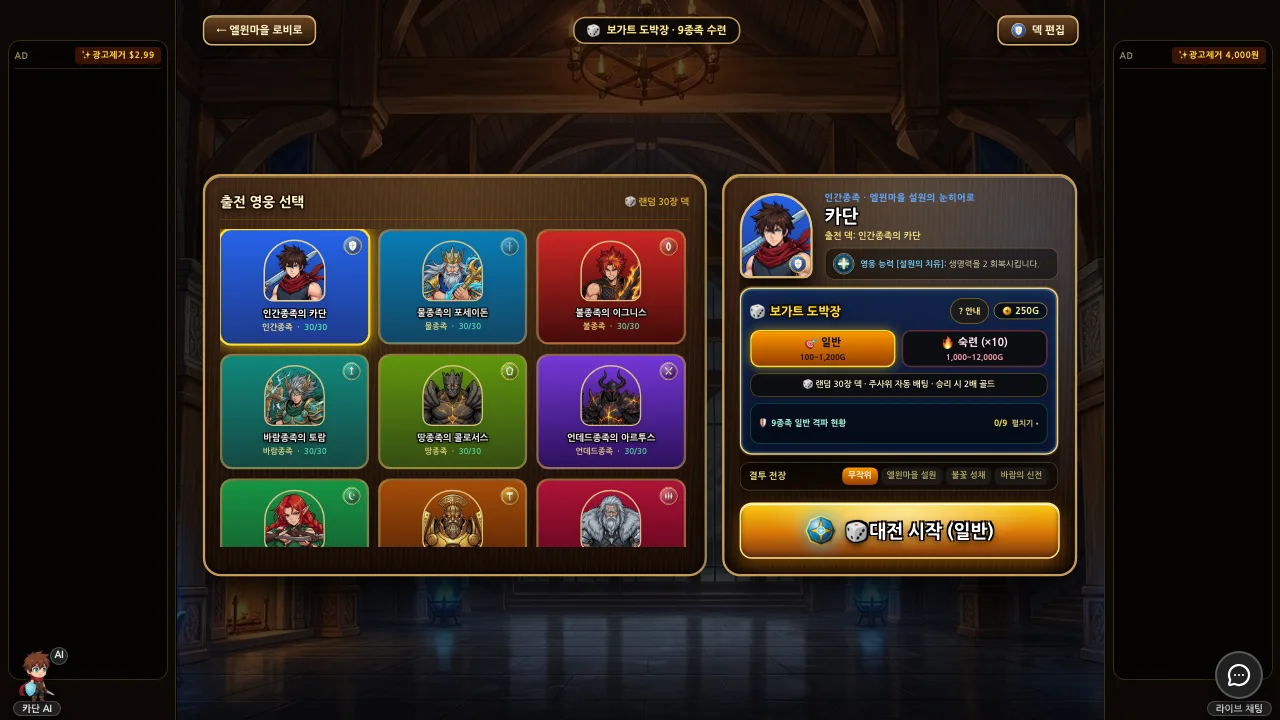 ← 엘윈마을 로비로
보가트 도박장 · 9종족 수련
덱 편집
AD
광고제거 $2,99
AD
광고제거 4,000원
출전 영웅 선택
랜덤 30장 덱
인간종족의 카단
인간종족 · 30/30
물종족의 포세이돈
물종족 · 30/30
불종족의 이그니스
불종족 · 30/30
바람종족의 토람
바람종족 · 30/30
땅종족의 콜로서스
땅종족 · 30/30
언데드종족의 아르투스
언데드종족 · 30/30
인간종족 · 엘윈마을 설원의 눈히어로
카단
출전 덱: 인간종족의 카단
영웅 능력 [설원의 치유]: 생명력을 2 회복시킵니다.
보가트 도박장
? 안내
250G
일반
100~1,200G
숙련 (×10)
1,000~12,000G
랜덤 30장 덱 · 주사위 자동 배팅 · 승리 시 2배 골드
9종족 일반 격파 현황
0/9 펼치기
결투 전장
무작위
엘윈마을 설원
불꽃 성채
바람의 신전
대전 시작 (일반)
AI
카단 AI
라이브 채팅